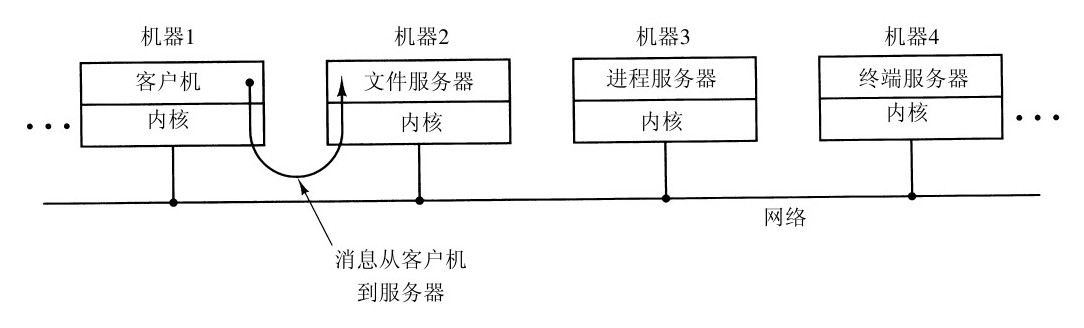 机器1
机器2
机器3
机器4
客户机
文件服务器
进程服务器
终端服务器
内核
内核
内核
内核
网络
消息从客户机
到服务器